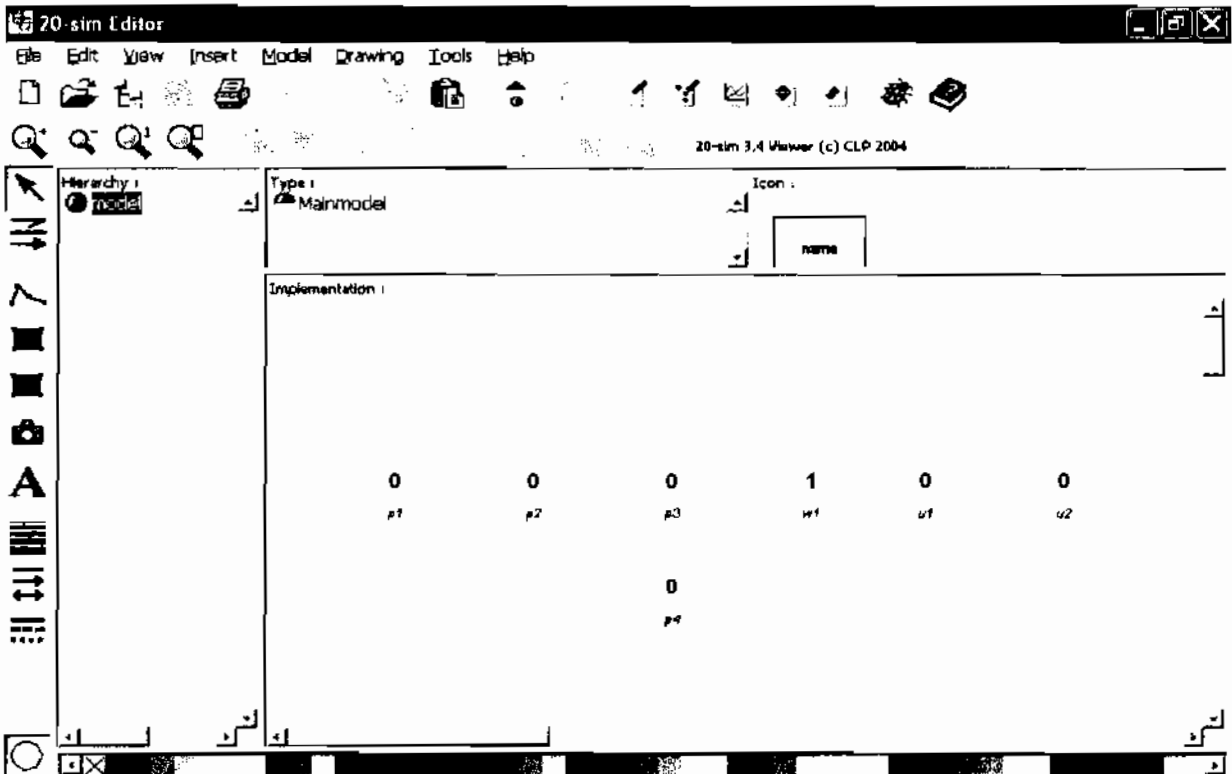 20-sim Editor
File Edit View Insert Model Drawing Tools Help
20-sim 3.4 Viewer (c) CLP 2004
Hierarchy :
model
Type :
Mainmodel
Icon :
name
Implementation :
0 0 0 1 0 0
p1 p2 p3 w1 u1 u2
0
p4
A